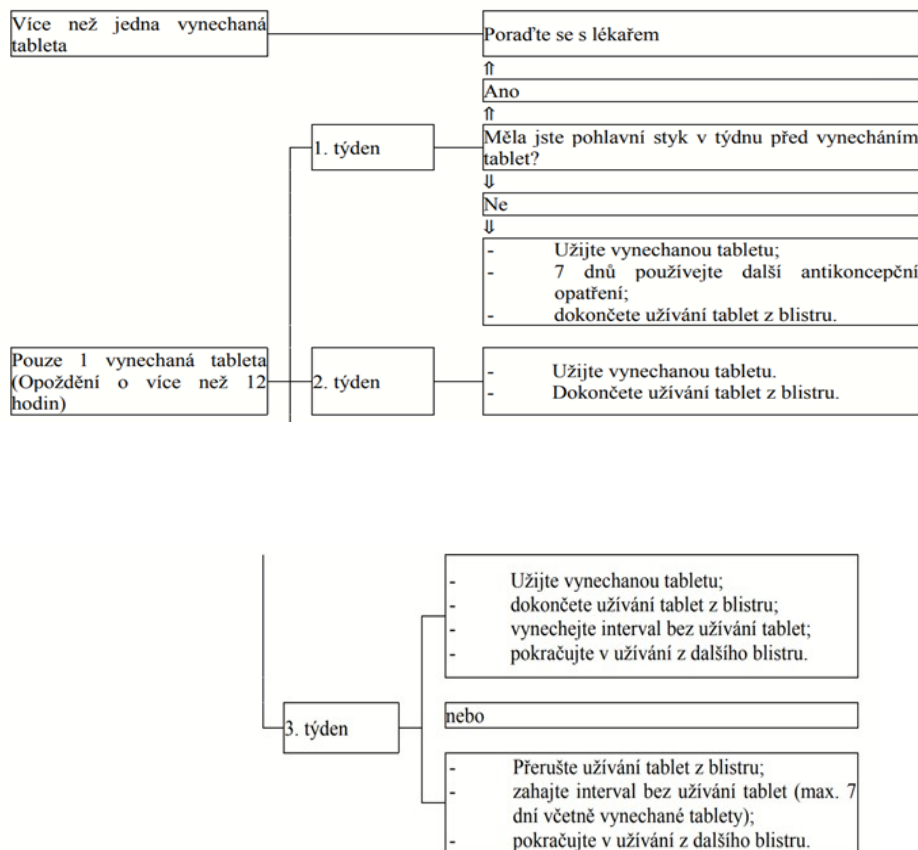 Více než jedna vynechaná
tableta
Poraďte se s lékařem
⇑
Ano
⇑
1. týden
Měla jste pohlavní styk v týdnu před vynecháním
tablet?
⇓
Ne
⇓
- Užijte vynechanou tabletu;
- 7 dnů používejte další antikoncepční
opatření;
- dokončete užívání tablet z blistru.
Pouze 1 vynechaná tableta
(Opoždění o více než 12
hodin)
2. týden
- Užijte vynechanou tabletu.
- Dokončete užívání tablet z blistru.
- Užijte vynechanou tabletu;
- dokončete užívání tablet z blistru;
- vynechejte interval bez užívání tablet;
- pokračujte v užívání z dalšího blistru.
3. týden
nebo
- Přerušte užívání tablet z blistru;
- zahajte interval bez užívání tablet (max. 7
dní včetně vynechané tablety);
- pokračujte v užívání z dalšího blistru.